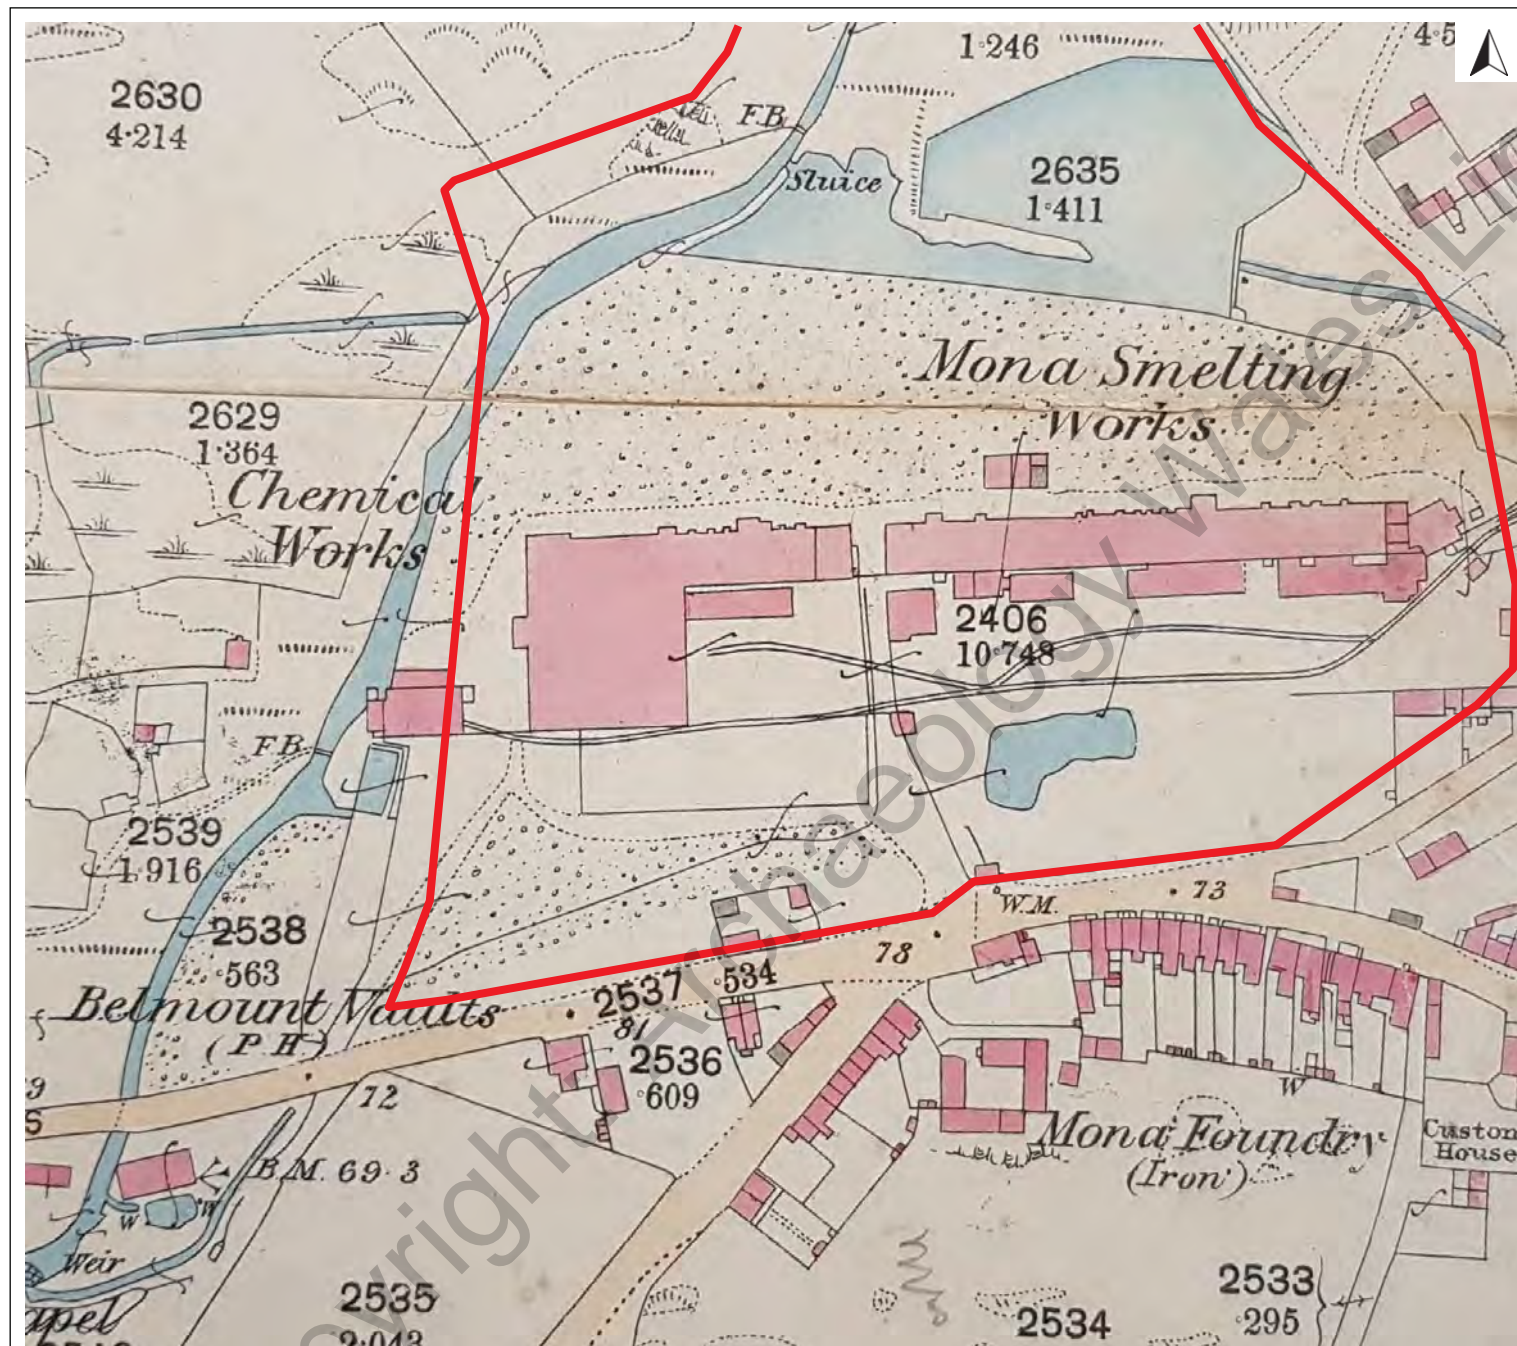 1·246
4·5
2630
4·214
F.B.
Sluice
2635
1·411
Mona Smelting
Works
2629
1·364
Chemical
Works
2406
10·748
F.B.
2539
1·916
2538
·563
Belmount Vaults
(P.H.)
W.M.
73
78
2537
·534
81
2536
·609
72
B.M. 69·3
W
W
Weir
2535
2·043
Mona Foundry
(Iron)
W
Custom
House
2533
·295
2534
Copyright Archaeology Wales Lim